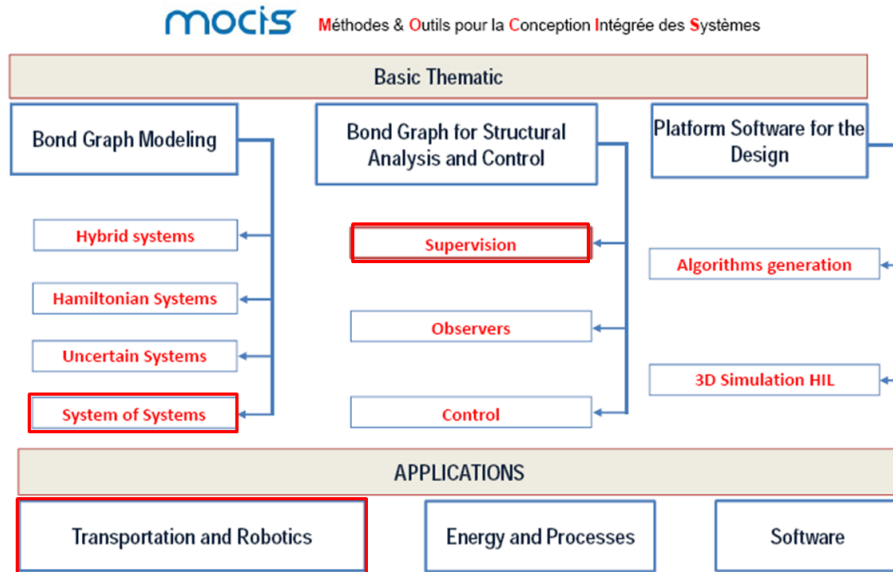 mocis Méthodes & Outils pour la Conception Intégrée des Systèmes
Basic Thematic
Bond Graph Modeling
Hybrid systems
Hamiltonian Systems
Uncertain Systems
System of Systems
Bond Graph for Structural
Analysis and Control
Supervision
Observers
Control
Platform Software for the
Design
Algorithms generation
3D Simulation HIL
APPLICATIONS
Transportation and Robotics
Energy and Processes
Software